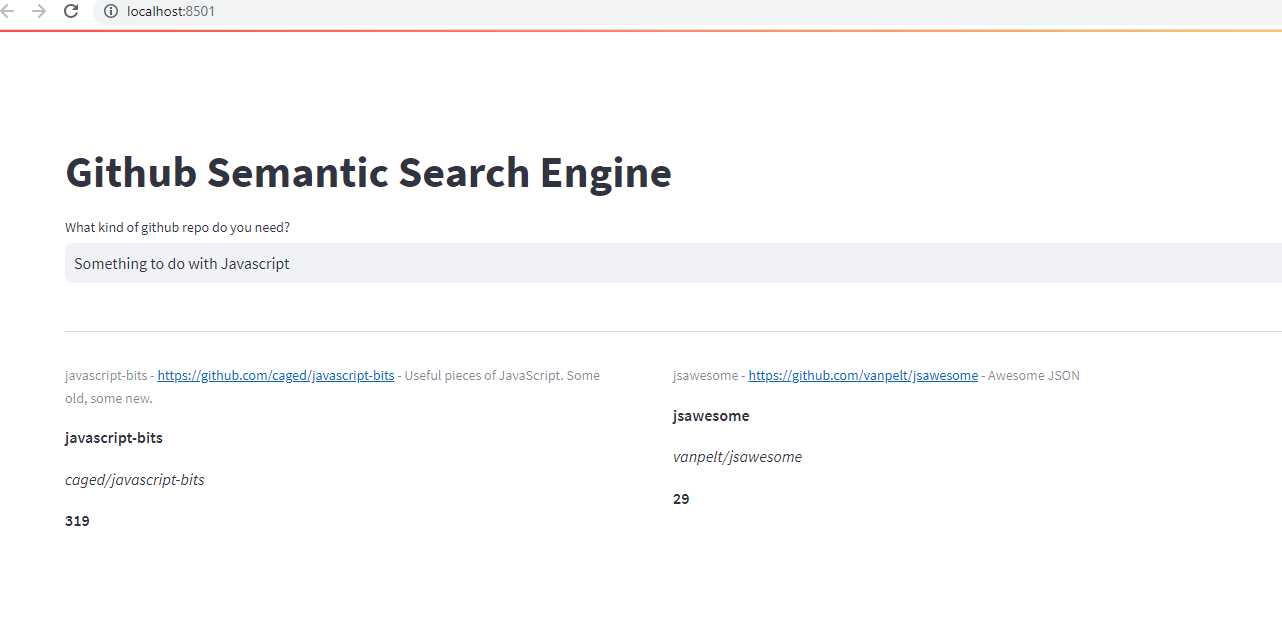 localhost:8501
Github Semantic Search Engine
What kind of github repo do you need?
Something to do with Javascript
javascript-bits - https://github.com/caged/javascript-bits - Useful pieces of JavaScript. Some
old, some new.
javascript-bits
caged/javascript-bits
319
jsawesome - https://github.com/vanpelt/jsawesome - Awesome JSON
jsawesome
vanpelt/jsawesome
29